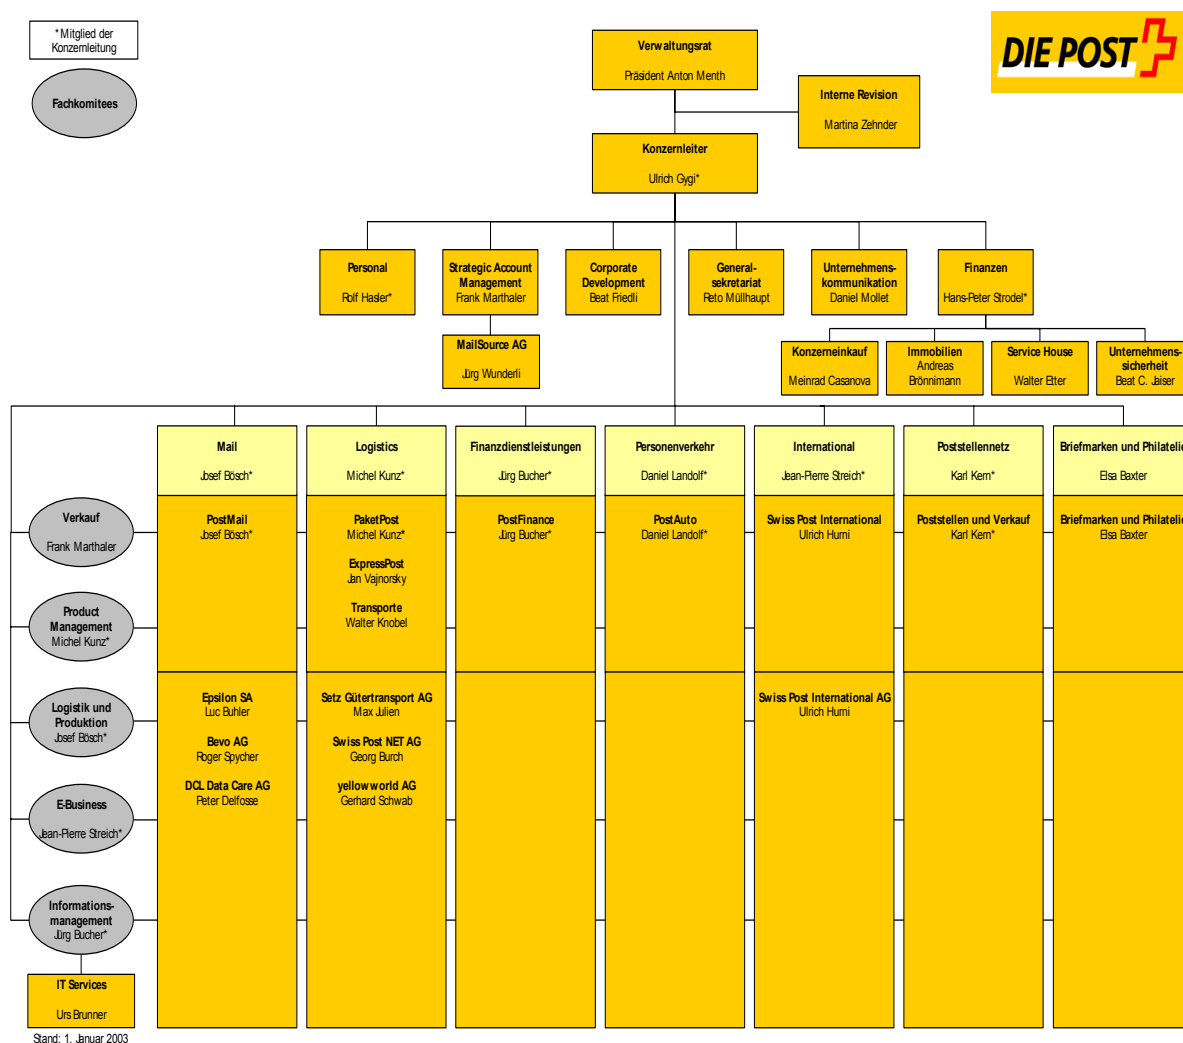 *Mitglied der
Konzernleitung
Fachkomitees
DIE POST
Verwaltungsrat
Präsident Anton Menth
Interne Revision
Martina Zehnder
Konzernleiter
Ulrich Gygi*
Personal
Rolf Hasler*
Strategic Account
Management
Frank Marthaler
Corporate
Development
Beat Friedli
General-
sekretariat
Reto Müllhaupt
Unternehmens-
kommunikation
Daniel Mollet
Finanzen
Hans-Peter Strodel*
MailSource AG
Jürg Wunderli
Konzerneinkauf
Meinrad Casanova
Immobilien
Andreas
Brönnimann
Service House
Walter Etter
Unternehmens-
sicherheit
Beat C. Jaiser
Mail
Josef Bösch*
Logistics
Michel Kunz*
Finanzdienstleistungen
Jürg Bucher*
Personenverkehr
Daniel Landolf*
International
Jean-Pierre Streich*
Poststellennetz
Karl Kern*
Briefmarken und Philatelie
Elsa Baxter
Verkauf
Frank Marthaler
PostMail
Josef Bösch*
PaketPost
Michel Kunz*
ExpressPost
Jan Vajnorsky
Transporte
Walter Knobel
PostFinance
Jürg Bucher*
PostAuto
Daniel Landolf*
Swiss Post International
Ulrich Hurni
Poststellen und Verkauf
Karl Kern*
Briefmarken und Philatelie
Elsa Baxter
Product
Management
Michel Kunz*
Logistik und
Produktion
Josef Bösch*
Epsilon SA
Luc Buhler
Bevo AG
Roger Spycher
DCL Data Care AG
Peter Delfosse
Setz Gütertransport AG
Max Julien
Swiss Post NET AG
Georg Burch
yellowworld AG
Gerhard Schwab
Swiss Post International AG
Ulrich Hurni
E-Business
Jean-Pierre Streich*
Informations-
management
Jürg Bucher*
IT Services
Urs Brunner
Stand: 1. Januar 2003